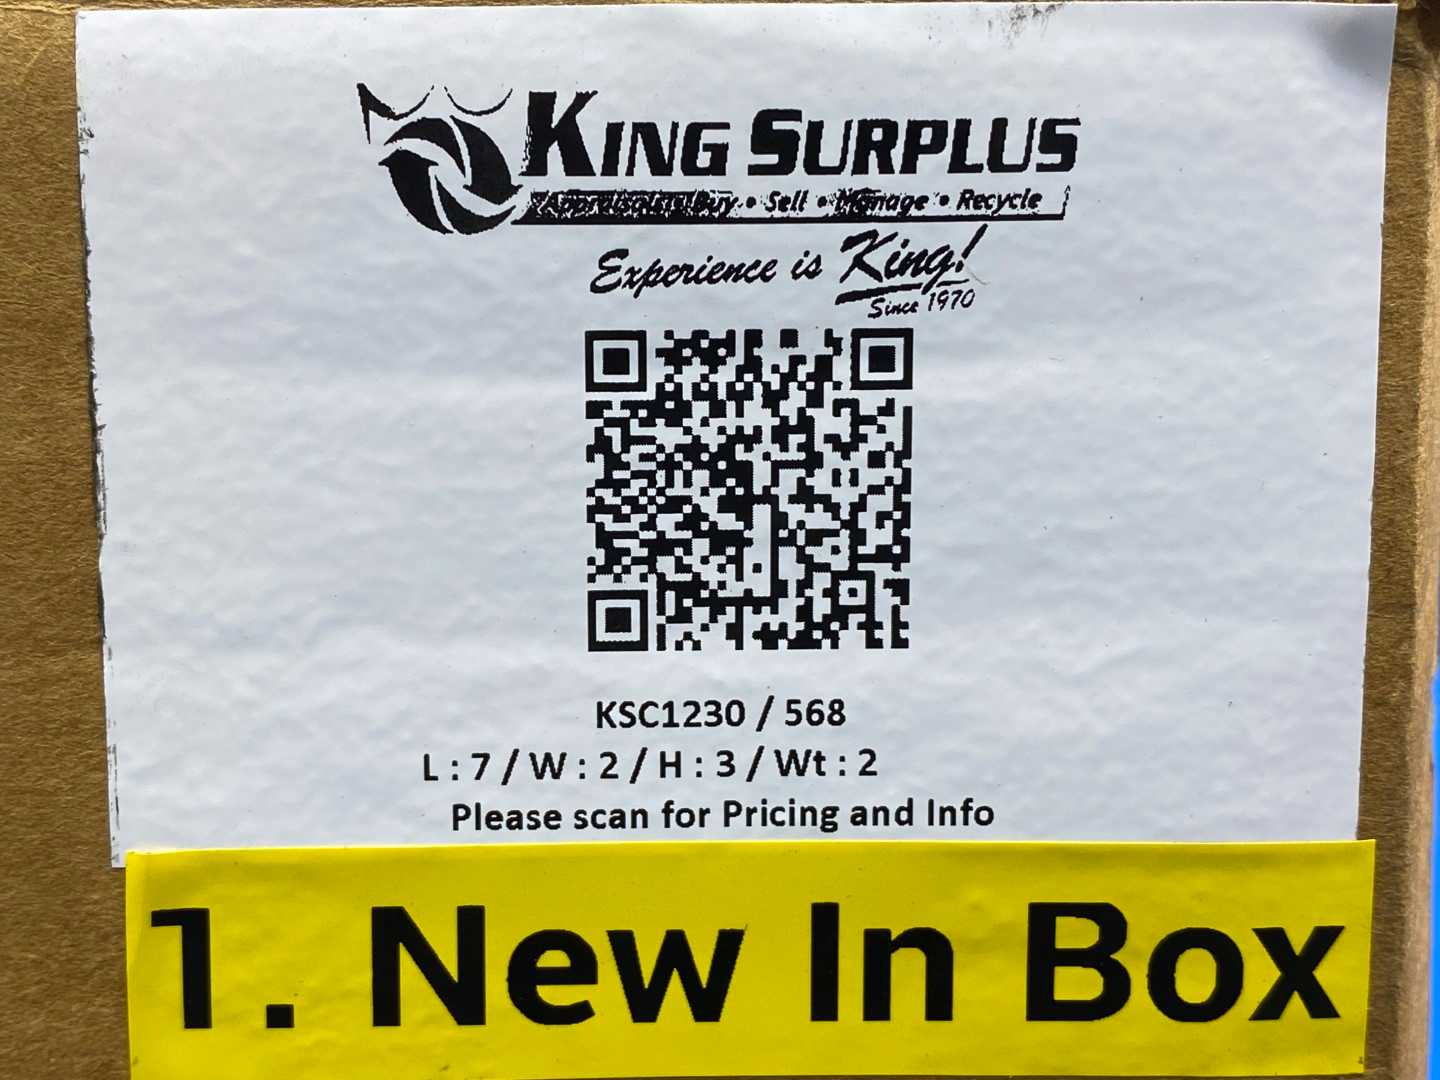 KING SURPLUS
Appraisals • Buy • Sell • Manage • Recycle
Experience is King!
Since 1970
KSC1230 / 568
L : 7 / W : 2 / H : 3 / Wt : 2
Please scan for Pricing and Info
1. New In Box